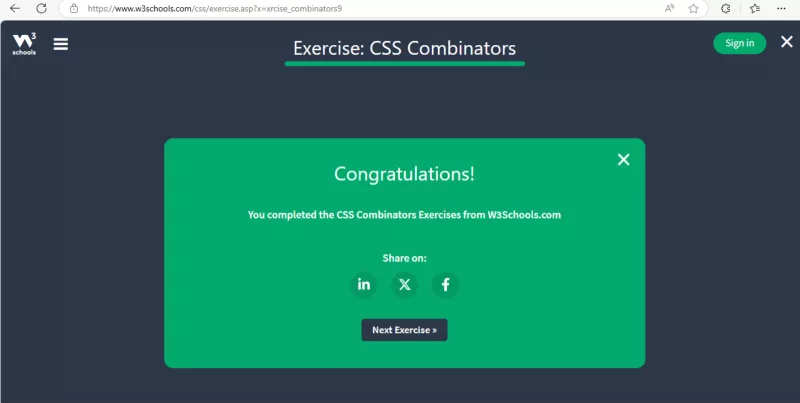 https://www.w3schools.com/css/exercise.asp?x=xrcise_combinators9
W3
schools
Exercise: CSS Combinators
Sign in
Congratulations!
You completed the CSS Combinators Exercises from W3Schools.com
Share on:
in
X
f
Next Exercise »